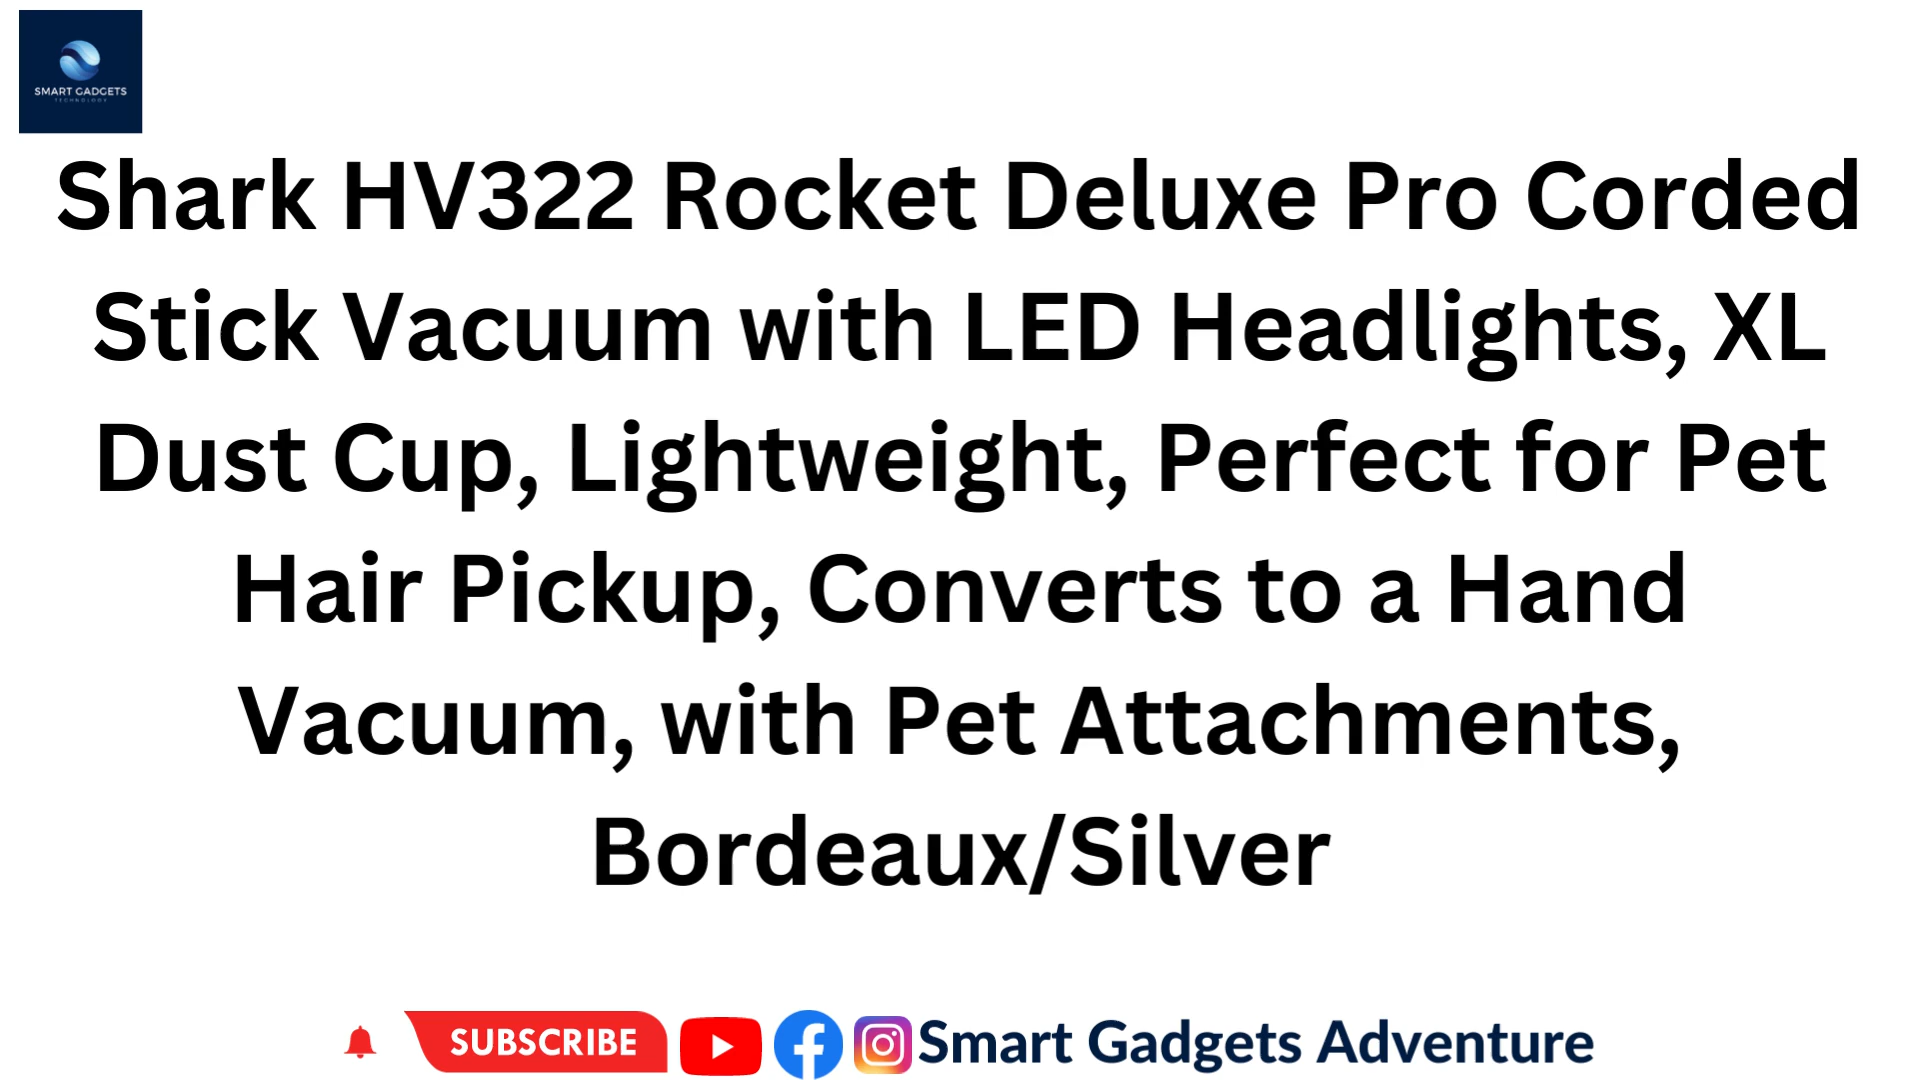 SMART GADGETS
TECHNOLOGY
Shark HV322 Rocket Deluxe Pro Corded
Stick Vacuum with LED Headlights, XL
Dust Cup, Lightweight, Perfect for Pet
Hair Pickup, Converts to a Hand
Vacuum, with Pet Attachments,
Bordeaux/Silver
SUBSCRIBE Smart Gadgets Adventure